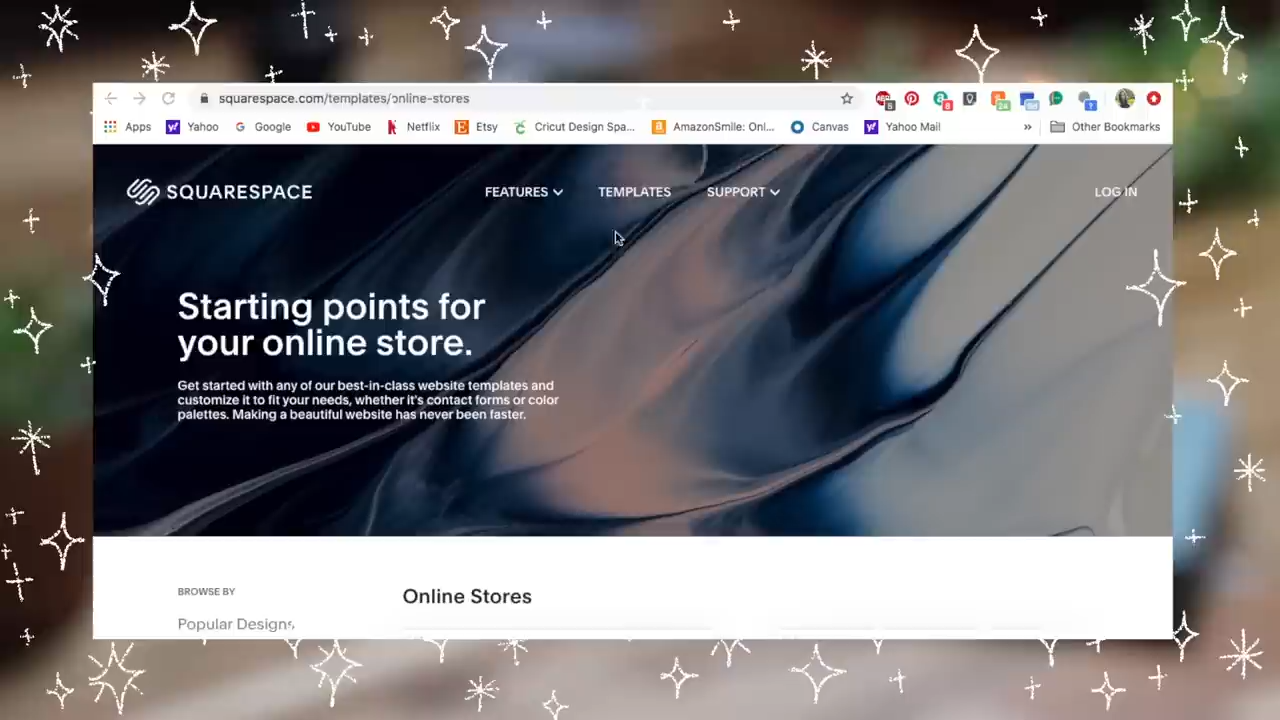 squarespace.com/templates/online-stores
Apps Yahoo Google YouTube Netflix Etsy Cricut Design Spa... AmazonSmile: Onl... Canvas Yahoo Mail » Other Bookmarks
SQUARESPACE FEATURES TEMPLATES SUPPORT LOG IN
Starting points for
your online store.
Get started with any of our best-in-class website templates and
customize it to fit your needs, whether it's contact forms or color
palettes. Making a beautiful website has never been faster.
BROWSE BY
Online Stores
Popular Designs